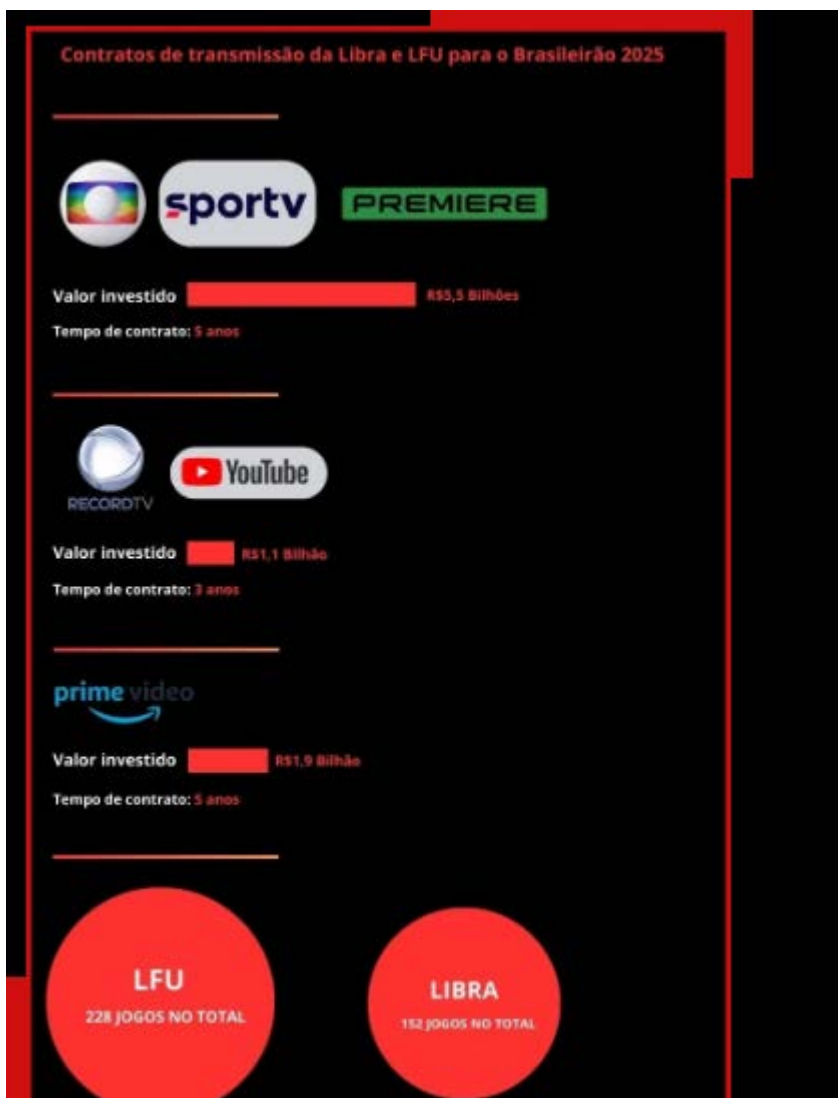 Contratos de transmissão da Libra e LFU para o Brasileirão 2025
sportv PREMIERE
Valor investido R$5,5 Bilhões
Tempo de contrato: 5 anos
YouTube
RECORDTV
Valor investido R$1,1 Bilhão
Tempo de contrato: 3 anos
prime video
Valor investido R$1,9 Bilhão
Tempo de contrato: 5 anos
LFU
228 JOGOS NO TOTAL
LIBRA
152 JOGOS NO TOTAL